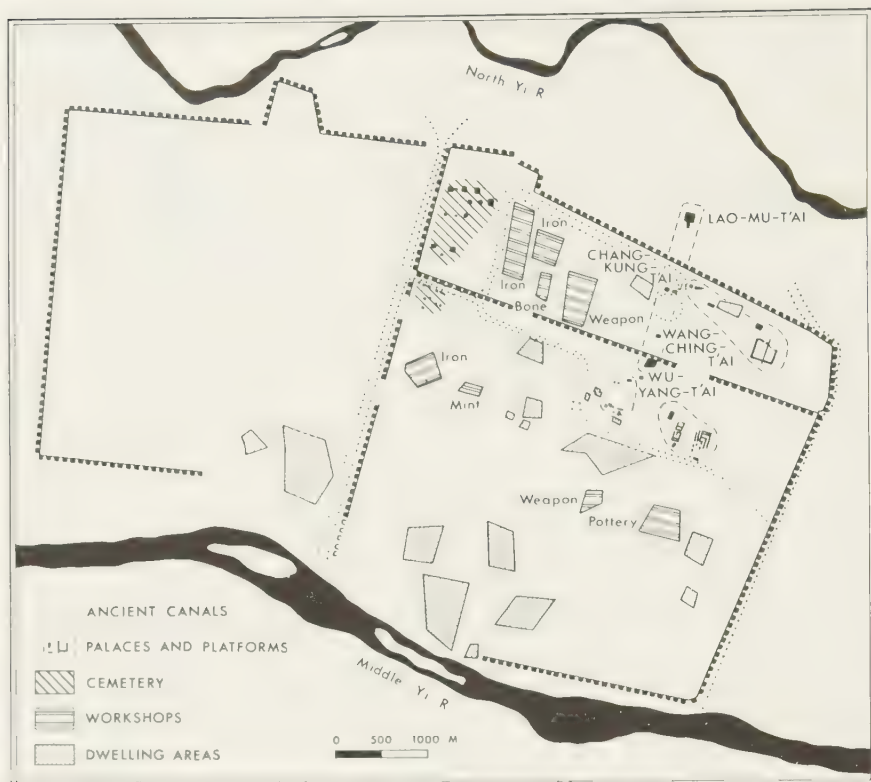 North Yi R
LAO-MU-T'AI
Iron
CHANG-
KUNG-
T'AI
Iron
Bone
Weapon
WANG-
CHING-
T'AI
Iron
WU-
YANG-T'AI
Mint
Weapon
Pottery
Middle Yi R
ANCIENT CANALS
PALACES AND PLATFORMS
CEMETERY
WORKSHOPS
DWELLING AREAS
0 500 1000 M